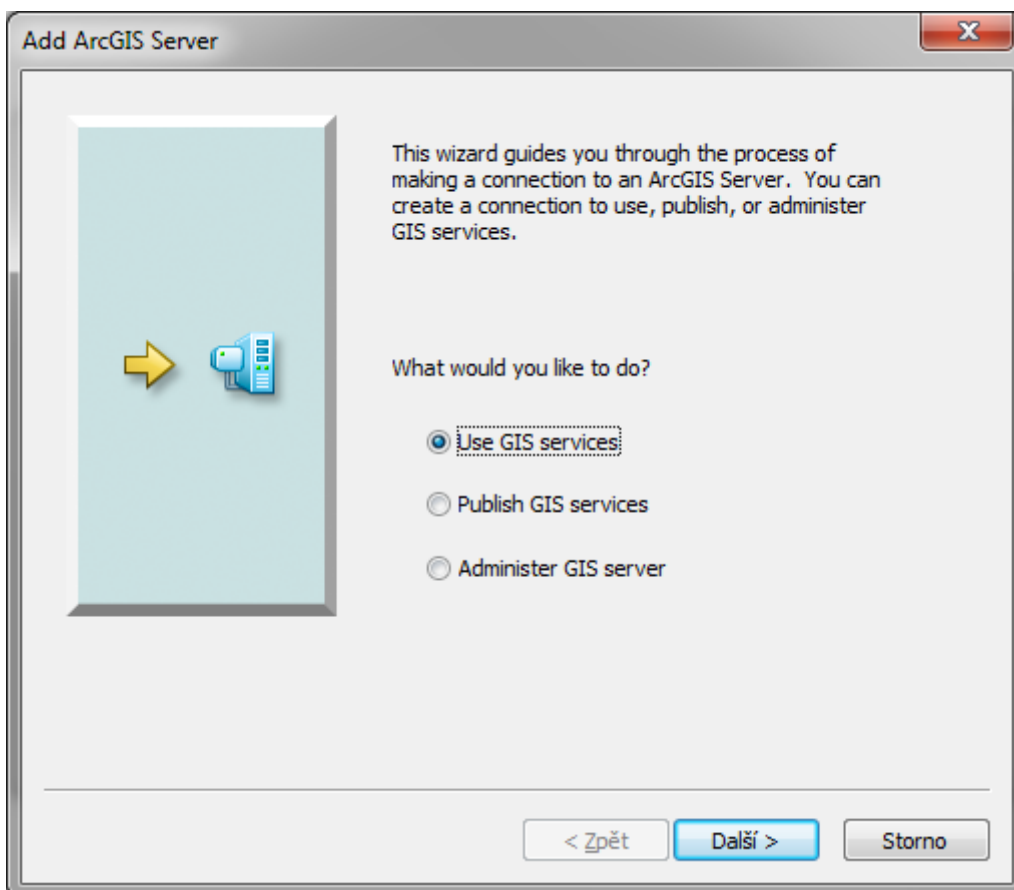 Add ArcGIS Server
This wizard guides you through the process of
making a connection to an ArcGIS Server.  You can
create a connection to use, publish, or administer
GIS services.
What would you like to do?
Use GIS services
Publish GIS services
Administer GIS server
< Zpět
Další >
Storno